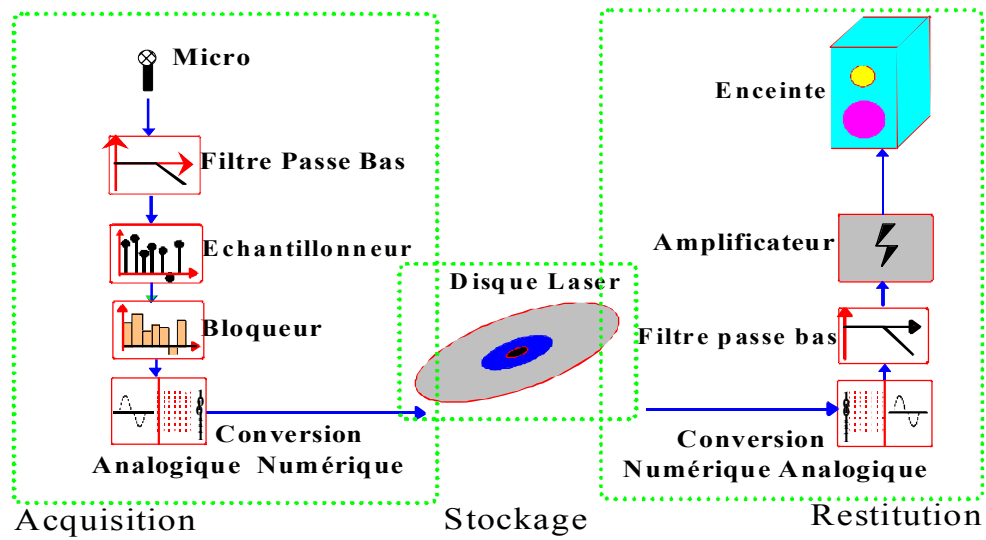 Micro
Filtre Passe Bas
Echantillonneur
Bloqueur
Conversion
Analogique Numérique
Acquisition
Disque Laser
Stockage
Enceinte
Amplificateur
Filtre passe bas
Conversion
Numérique Analogique
Restitution